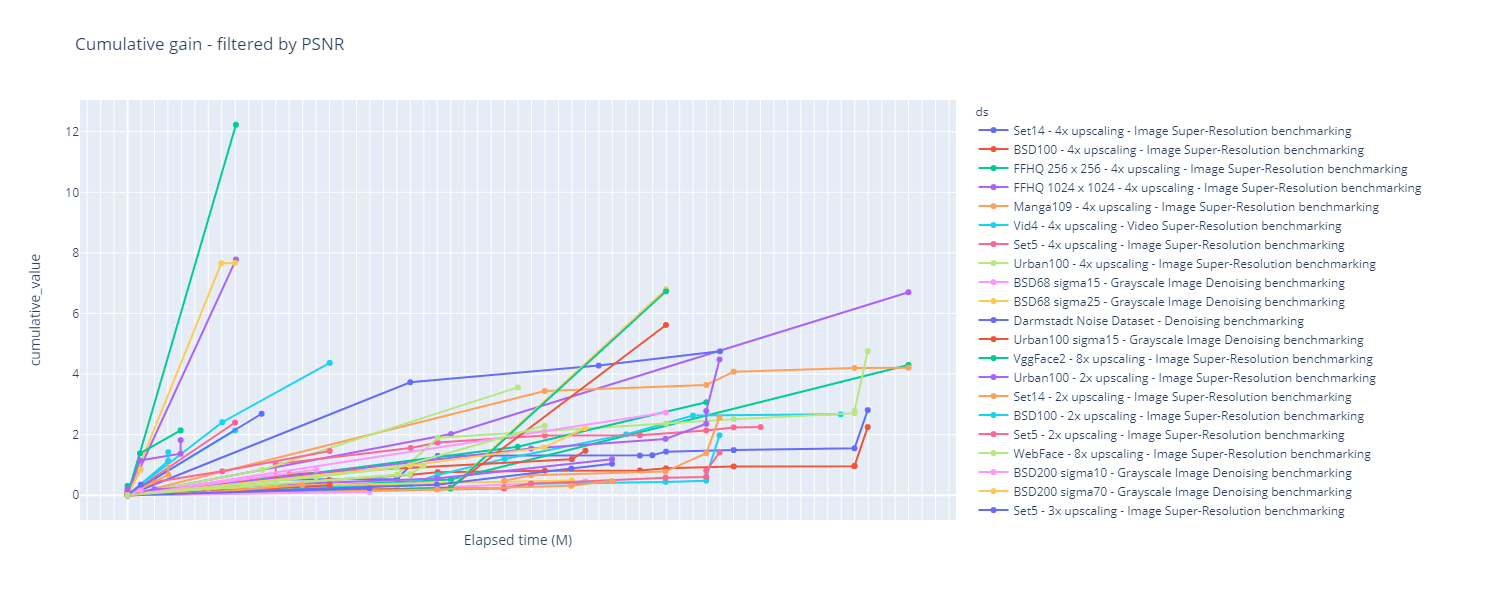 Cumulative gain - filtered by PSNR
12
10
8
6
4
2
0
cumulative_value
Elapsed time (M)
ds
Set14 - 4x upscaling - Image Super-Resolution benchmarking
BSD100 - 4x upscaling - Image Super-Resolution benchmarking
FFHQ 256 x 256 - 4x upscaling - Image Super-Resolution benchmarking
FFHQ 1024 x 1024 - 4x upscaling - Image Super-Resolution benchmarking
Manga109 - 4x upscaling - Image Super-Resolution benchmarking
Vid4 - 4x upscaling - Video Super-Resolution benchmarking
Set5 - 4x upscaling - Image Super-Resolution benchmarking
Urban100 - 4x upscaling - Image Super-Resolution benchmarking
BSD68 sigma15 - Grayscale Image Denoising benchmarking
BSD68 sigma25 - Grayscale Image Denoising benchmarking
Darmstadt Noise Dataset - Denoising benchmarking
Urban100 sigma15 - Grayscale Image Denoising benchmarking
VggFace2 - 8x upscaling - Image Super-Resolution benchmarking
Urban100 - 2x upscaling - Image Super-Resolution benchmarking
Set14 - 2x upscaling - Image Super-Resolution benchmarking
BSD100 - 2x upscaling - Image Super-Resolution benchmarking
Set5 - 2x upscaling - Image Super-Resolution benchmarking
WebFace - 8x upscaling - Image Super-Resolution benchmarking
BSD200 sigma10 - Grayscale Image Denoising benchmarking
BSD200 sigma70 - Grayscale Image Denoising benchmarking
Set5 - 3x upscaling - Image Super-Resolution benchmarking